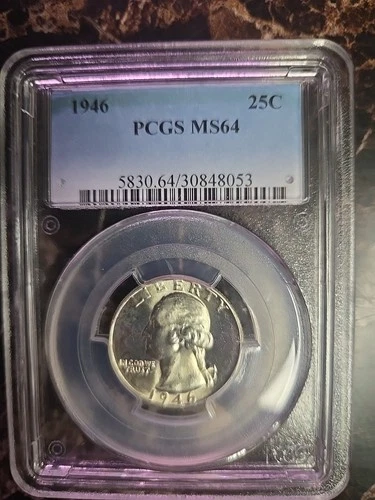 1946 25C
PCGS MS64
5830.64/30848053
LIBERTY
IN GOD WE
TRUST
1946